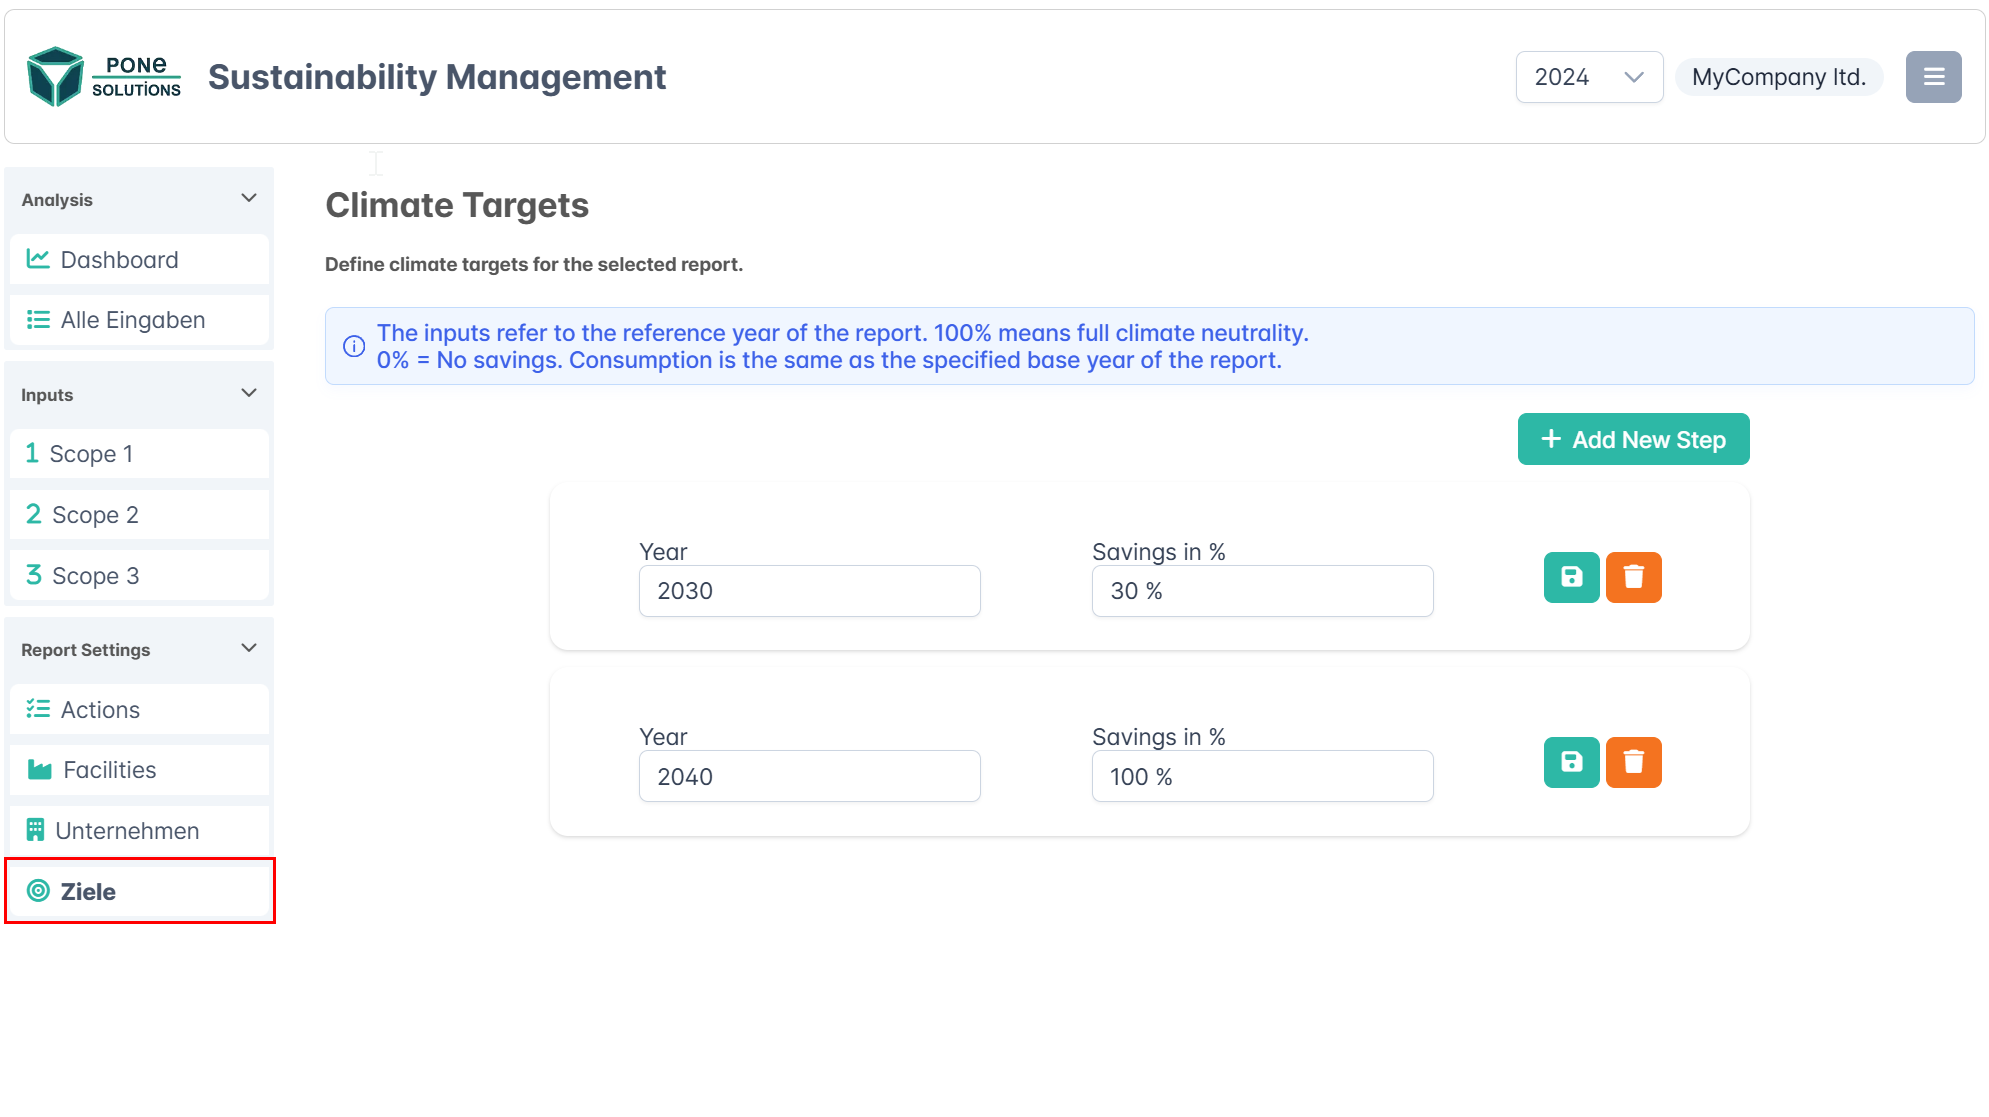 PONE
SOLUTIONS
Sustainability Management
2024
MyCompany ltd.
Analysis
Dashboard
Alle Eingaben
Inputs
1 Scope 1
2 Scope 2
3 Scope 3
Report Settings
Actions
Facilities
Unternehmen
Ziele
Climate Targets
Define climate targets for the selected report.
The inputs refer to the reference year of the report. 100% means full climate neutrality.
0% = No savings. Consumption is the same as the specified base year of the report.
+ Add New Step
Year
Savings in %
2030
30 %
Year
Savings in %
2040
100 %